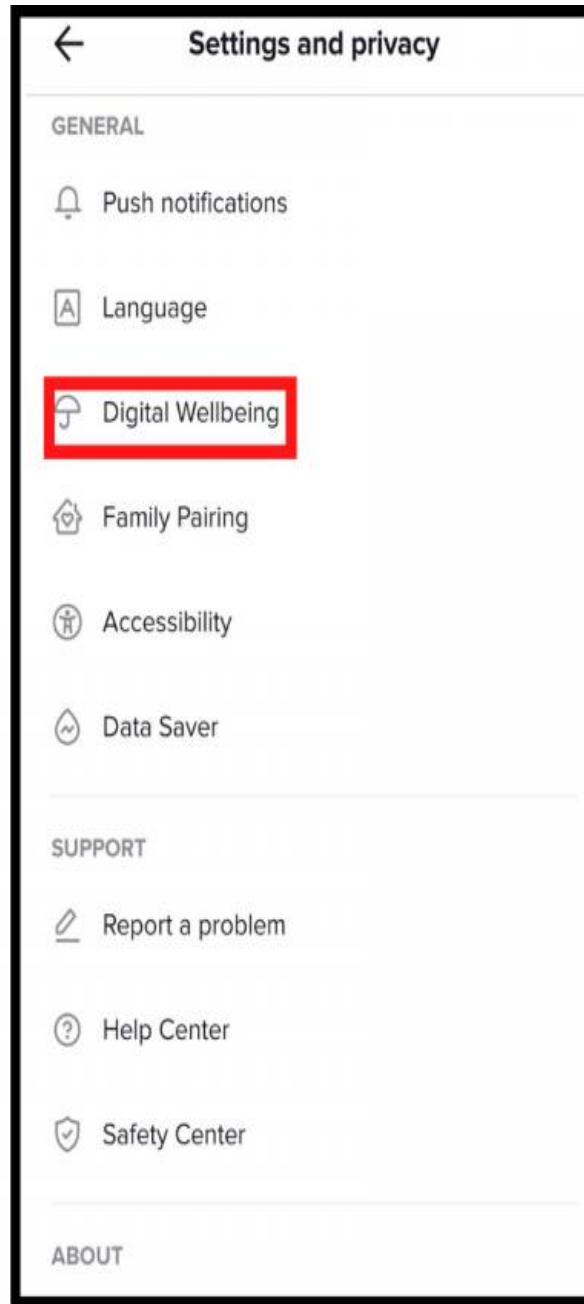 Settings and privacy
GENERAL
Push notifications
A Language
Digital Wellbeing
Family Pairing
Accessibility
Data Saver
SUPPORT
Report a problem
? Help Center
Safety Center
ABOUT